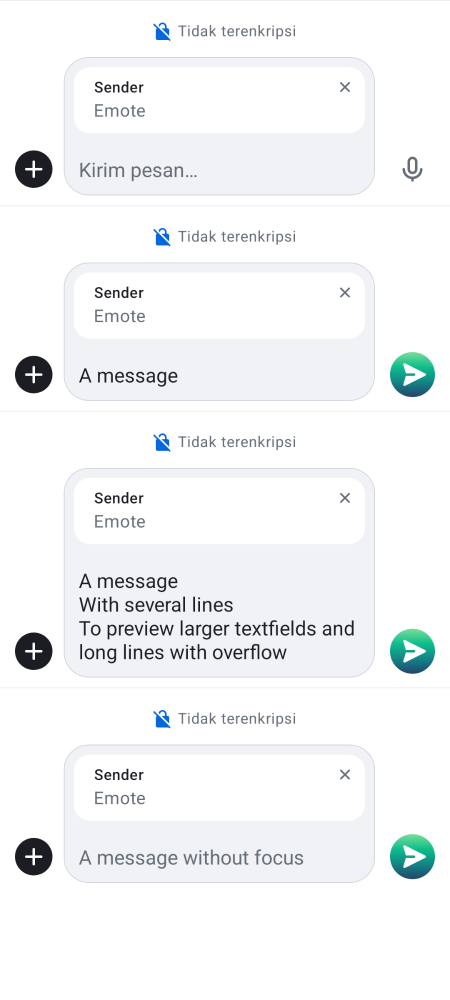 Tidak terenkripsi
Sender
Emote
Kirim pesan…
Tidak terenkripsi
Sender
Emote
A message
Tidak terenkripsi
Sender
Emote
A message
With several lines
To preview larger textfields and
long lines with overflow
Tidak terenkripsi
Sender
Emote
A message without focus